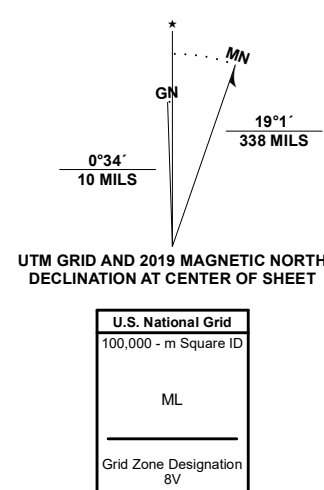 ★
MN
GN
19°1´
338 MILS
0°34´
10 MILS
UTM GRID AND 2019 MAGNETIC NORTH
DECLINATION AT CENTER OF SHEET
U.S. National Grid
100,000 - m Square ID
ML
Grid Zone Designation
8V